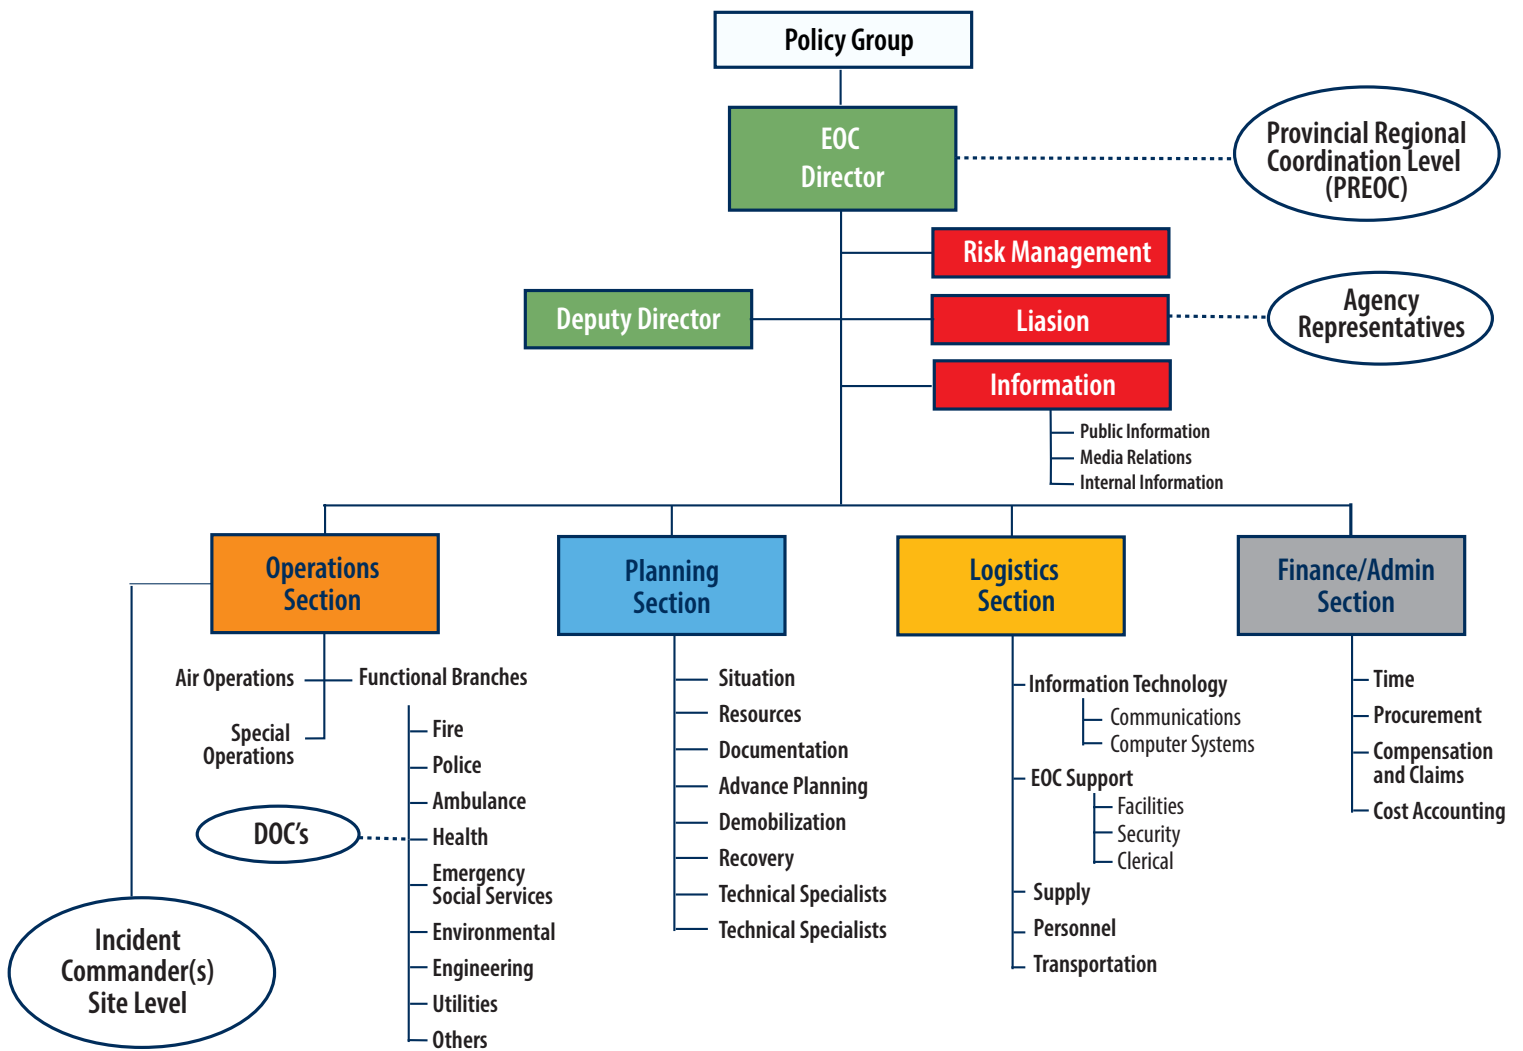 Policy Group
EOC
Director
Provincial Regional
Coordination Level
(PREOC)
Risk Management
Deputy Director
Liasion
Agency
Representatives
Information
Public Information
Media Relations
Internal Information
Operations
Section
Planning
Section
Logistics
Section
Finance/Admin
Section
Air Operations
Functional Branches
Special
Operations
Fire
Police
Ambulance
DOC's
Health
Emergency
Social Services
Environmental
Engineering
Utilities
Others
Incident
Commander(s)
Site Level
Situation
Resources
Documentation
Advance Planning
Demobilization
Recovery
Technical Specialists
Technical Specialists
Information Technology
Communications
Computer Systems
EOC Support
Facilities
Security
Clerical
Supply
Personnel
Transportation
Time
Procurement
Compensation
and Claims
Cost Accounting